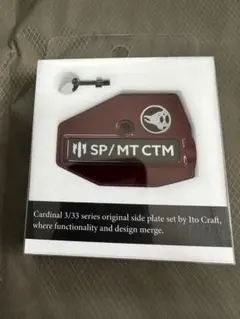 SP/MT CTM
Cardinal 3/33 series original side plate set by Ito Craft,
where functionality and design merge.